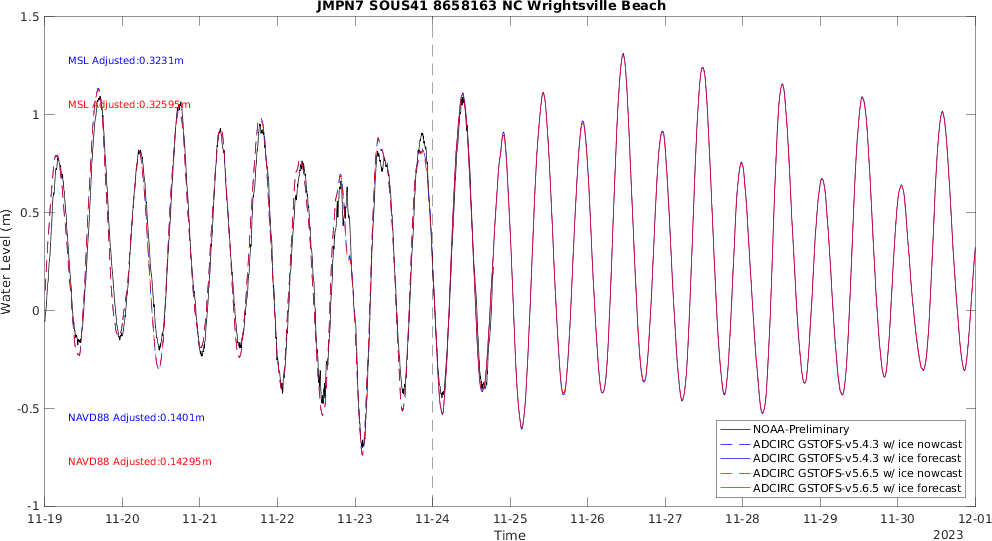 JMPN7 SOUS41 8658163 NC Wrightsville Beach
1.5
1
0.5
0
-0.5
-1
Water Level (m)
MSL Adjusted:0.3231m
MSL Adjusted:0.32595m
NAVD88 Adjusted:0.1401m
NAVD88 Adjusted:0.14295m
NOAA-Preliminary
ADCIRC GSTOFS-v5.4.3 w/ ice nowcast
ADCIRC GSTOFS-v5.4.3 w/ ice forecast
ADCIRC GSTOFS-v5.6.5 w/ ice nowcast
ADCIRC GSTOFS-v5.6.5 w/ ice forecast
11-19 11-20 11-21 11-22 11-23 11-24 11-25 11-26 11-27 11-28 11-29 11-30 12-01
Time
2023